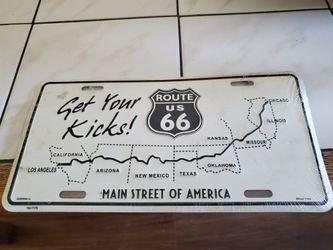 Get Your
Kicks!
ROUTE
US
66
CHICAGO
ILLINOIS
KANSAS
MISSOURI
CALIFORNIA
LOS ANGELES
ARIZONA
NEW MEXICO
TEXAS
OKLAHOMA
MAIN STREET OF AMERICA